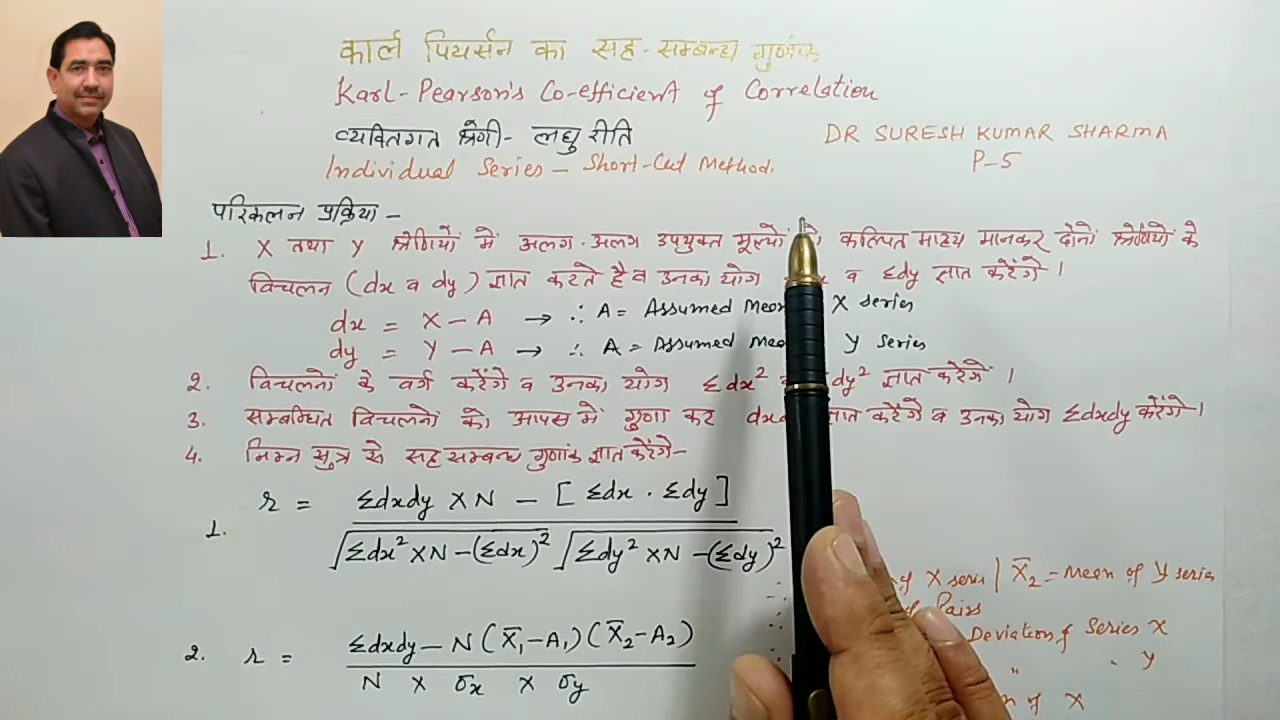 कार्ल पियर्सन का सह-सम्बन्ध गुणांक
Karl-Pearson's Co-efficient of Correlation
व्यक्तिगत श्रेणी- लघु रीति
DR SURESH KUMAR SHARMA
P-5
Individual Series - Short-Cut Method.
परिकलन प्रक्रिया -
1. X तथा Y श्रेणियों में अलग-अलग उपयुक्त मूल्यों कल्पित माध्य मानकर दोनों श्रेणियों के
विचलन (dx व dy) ज्ञात करते है व उनका योग व Σdy ज्ञात करेंगे।
dx = X - A → ∴ A = Assumed X series
dy = Y - A → ∴ A = Assumed Y series
2. विचलनों के वर्ग करेंगे व उनका योग Σdx² dy² ज्ञात करेंगे।
3. सम्बन्धित विचलनों को आपस में गुणा कर ज्ञात करेंगे व उनका योग Σdxdy करेंगे।
4. निम्न सुत्र से सह सम्बन्ध गुणांक ज्ञात करेंगे-
1. r = Σdxdy × N - [Σdx . Σdy]
√Σdx² × N - (Σdx)² √Σdy² × N - (Σdy)²
of X series | X̄₂ = Mean of Y series
Pairs
Deviation of Series X
" " Y
of X
2. r = Σdxdy - N (X̄₁ - A₁) (X̄₂ - A₂)
N × σx × σy